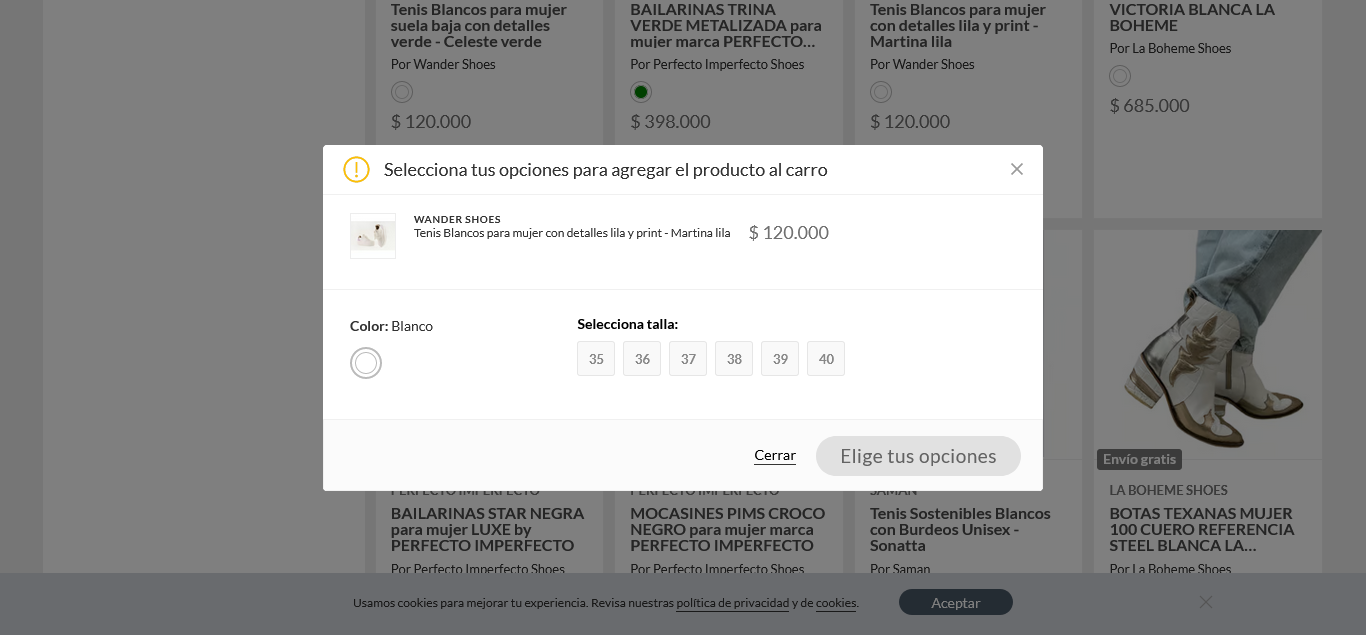 Tenis Blancos para mujer
suela baja con detalles
verde - Celeste verde
Por Wander Shoes
$ 120.000
BAILARINAS TRINA
VERDE METALIZADA para
mujer marca PERFECTO...
Por Perfecto Imperfecto Shoes
$ 398.000
Tenis Blancos para mujer
con detalles lila y print -
Martina lila
Por Wander Shoes
$ 120.000
VICTORIA BLANCA LA
BOHEME
Por La Boheme Shoes
$ 685.000
Selecciona tus opciones para agregar el producto al carro
WANDER SHOES
Tenis Blancos para mujer con detalles lila y print - Martina lila
$ 120.000
Color: Blanco
Selecciona talla:
35 36 37 38 39 40
Cerrar
Elige tus opciones
Envío gratis
PERFECTO IMPERFECTO
BAILARINAS STAR NEGRA
para mujer LUXE by
PERFECTO IMPERFECTO
Por Perfecto Imperfecto Shoes
PERFECTO IMPERFECTO
MOCASINES PIMS CROCO
NEGRO para mujer marca
PERFECTO IMPERFECTO
Por Perfecto Imperfecto Shoes
SAMAN
Tenis Sostenibles Blancos
con Burdeos Unisex -
Sonatta
Por Saman
LA BOHEME SHOES
BOTAS TEXANAS MUJER
100 CUERO REFERENCIA
STEEL BLANCA LA...
Por La Boheme Shoes
Usamos cookies para mejorar tu experiencia. Revisa nuestras política de privacidad y de cookies.
Aceptar